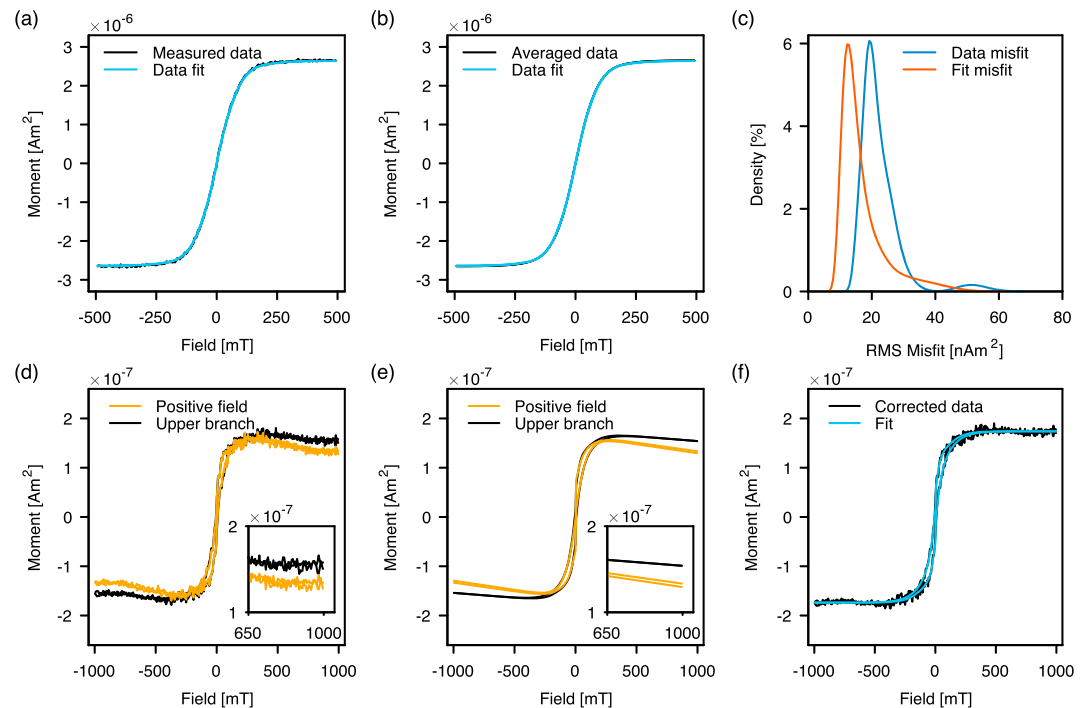 (a)
× 10⁻⁶
Measured data
Data fit
3
2
1
0
-1
-2
-3
Moment [Am²]
-500 -250 0 250 500
Field [mT]
(b)
× 10⁻⁶
Averaged data
Data fit
3
2
1
0
-1
-2
-3
Moment [Am²]
-500 -250 0 250 500
Field [mT]
(c)
Data misfit
Fit misfit
6
4
2
0
Density [%]
0 20 40 60 80
RMS Misfit [nAm²]
(d)
× 10⁻⁷
Positive field
Upper branch
2
1
0
-1
-2
Moment [Am²]
× 10⁻⁷
2
1
650 1000
-1000 -500 0 500 1000
Field [mT]
(e)
× 10⁻⁷
Positive field
Upper branch
2
1
0
-1
-2
Moment [Am²]
× 10⁻⁷
2
1
650 1000
-1000 -500 0 500 1000
Field [mT]
(f)
× 10⁻⁷
Corrected data
Fit
2
1
0
-1
-2
Moment [Am²]
-1000 -500 0 500 1000
Field [mT]